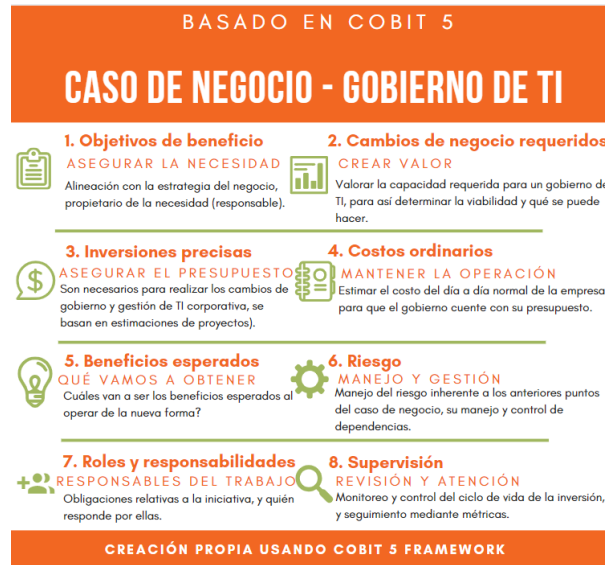 BASADO EN COBIT 5
CASO DE NEGOCIO - GOBIERNO DE TI
1. Objetivos de beneficio
ASEGURAR LA NECESIDAD
Alineación con la estrategia del negocio,
propietario de la necesidad (responsable).
2. Cambios de negocio requeridos
CREAR VALOR
Valorar la capacidad requerida para un gobierno de
TI, para así determinar la viabilidad y qué se puede
hacer.
3. Inversiones precisas
ASEGURAR EL PRESUPUESTO
Son necesarios para realizar los cambios de
gobierno y gestión de TI corporativa, se
basan en estimaciones de proyectos).
4. Costos ordinarios
MANTENER LA OPERACIÓN
Estimar el costo del día a día normal de la empresa
para que el gobierno cuente con su presupuesto.
5. Beneficios esperados
QUÉ VAMOS A OBTENER
Cuáles van a ser los beneficios esperados al
operar de la nueva forma?
6. Riesgo
MANEJO Y GESTIÓN
Manejo del riesgo inherente a los anteriores puntos
del caso de negocio, su manejo y control de
dependencias.
7. Roles y responsabilidades
RESPONSABLES DEL TRABAJO
Obligaciones relativas a la iniciativa, y quién
responde por ellas.
8. Supervisión
REVISIÓN Y ATENCIÓN
Monitoreo y control del ciclo de vida de la inversión,
y seguimiento mediante métricas.
CREACIÓN PROPIA USANDO COBIT 5 FRAMEWORK